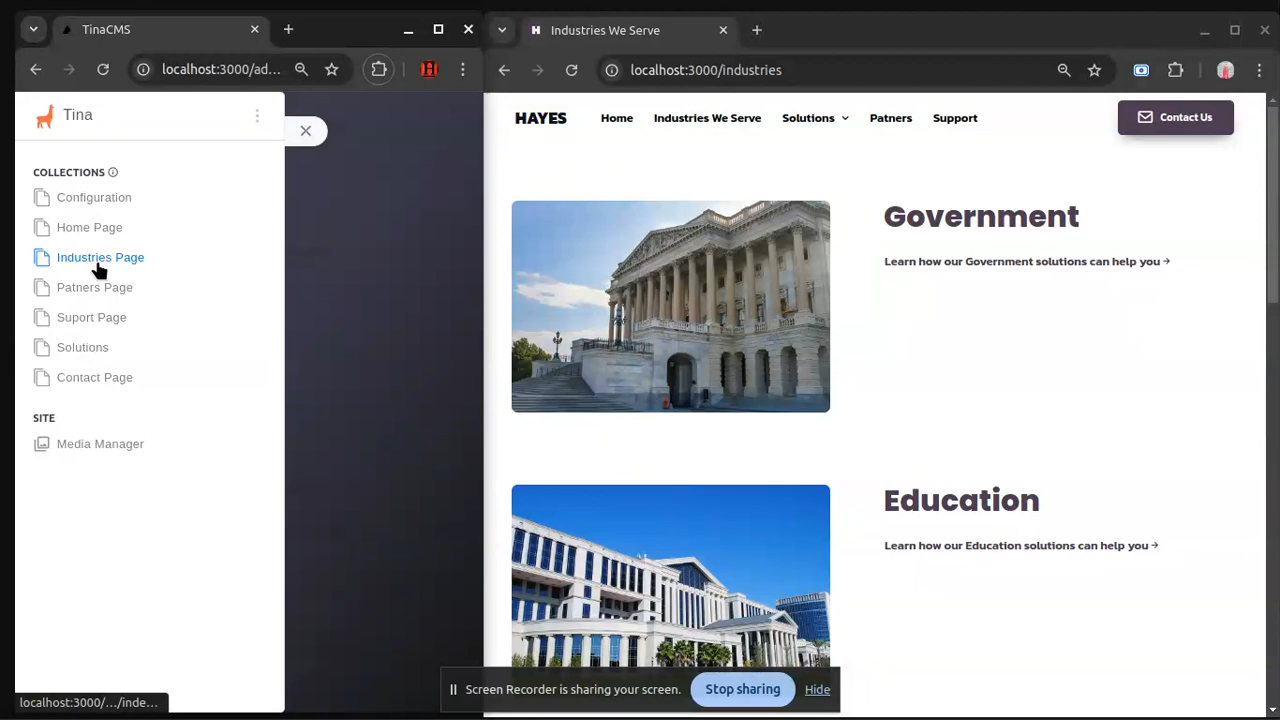 TinaCMS
localhost:3000/ad...
Tina
COLLECTIONS
Configuration
Home Page
Industries Page
Patners Page
Suport Page
Solutions
Contact Page
SITE
Media Manager
localhost:3000/.../inde...
Industries We Serve
localhost:3000/industries
HAYES Home Industries We Serve Solutions Patners Support Contact Us
Government
Learn how our Government solutions can help you →
Education
Learn how our Education solutions can help you →
Screen Recorder is sharing your screen. Stop sharing Hide